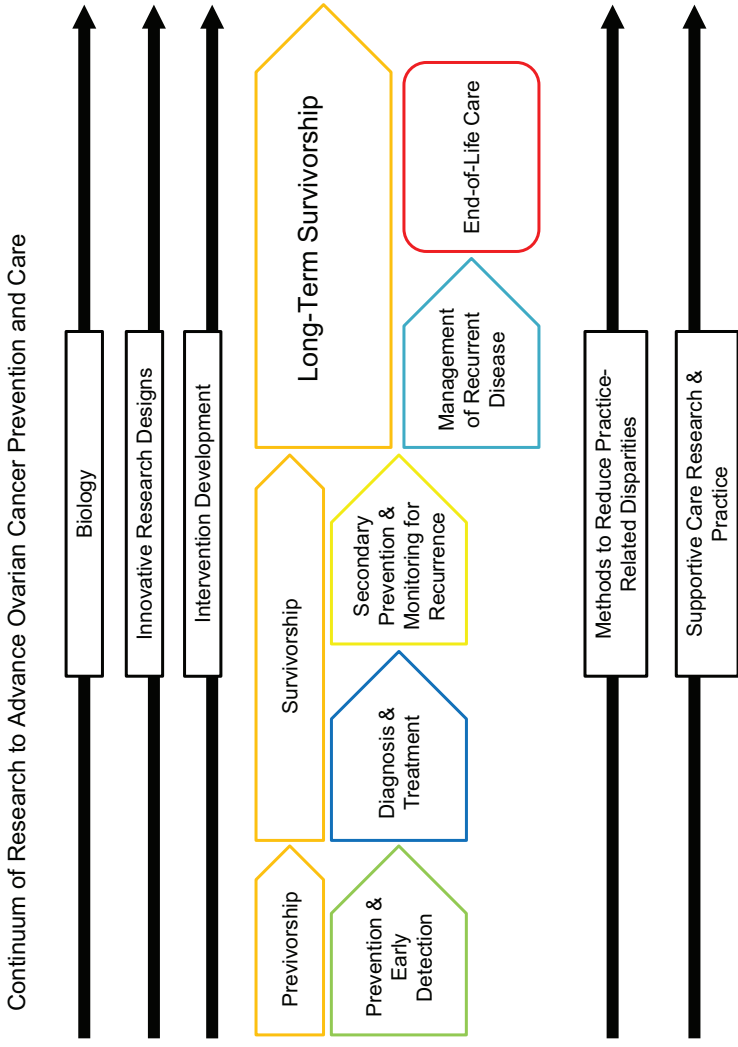 Continuum of Research to Advance Ovarian Cancer Prevention and Care
Biology
Innovative Research Designs
Intervention Development
Previvorship
Survivorship
Long-Term Survivorship
Prevention &
Early
Detection
Diagnosis &
Treatment
Secondary
Prevention &
Monitoring for
Recurrence
Management
of Recurrent
Disease
End-of-Life Care
Methods to Reduce Practice-
Related Disparities
Supportive Care Research &
Practice